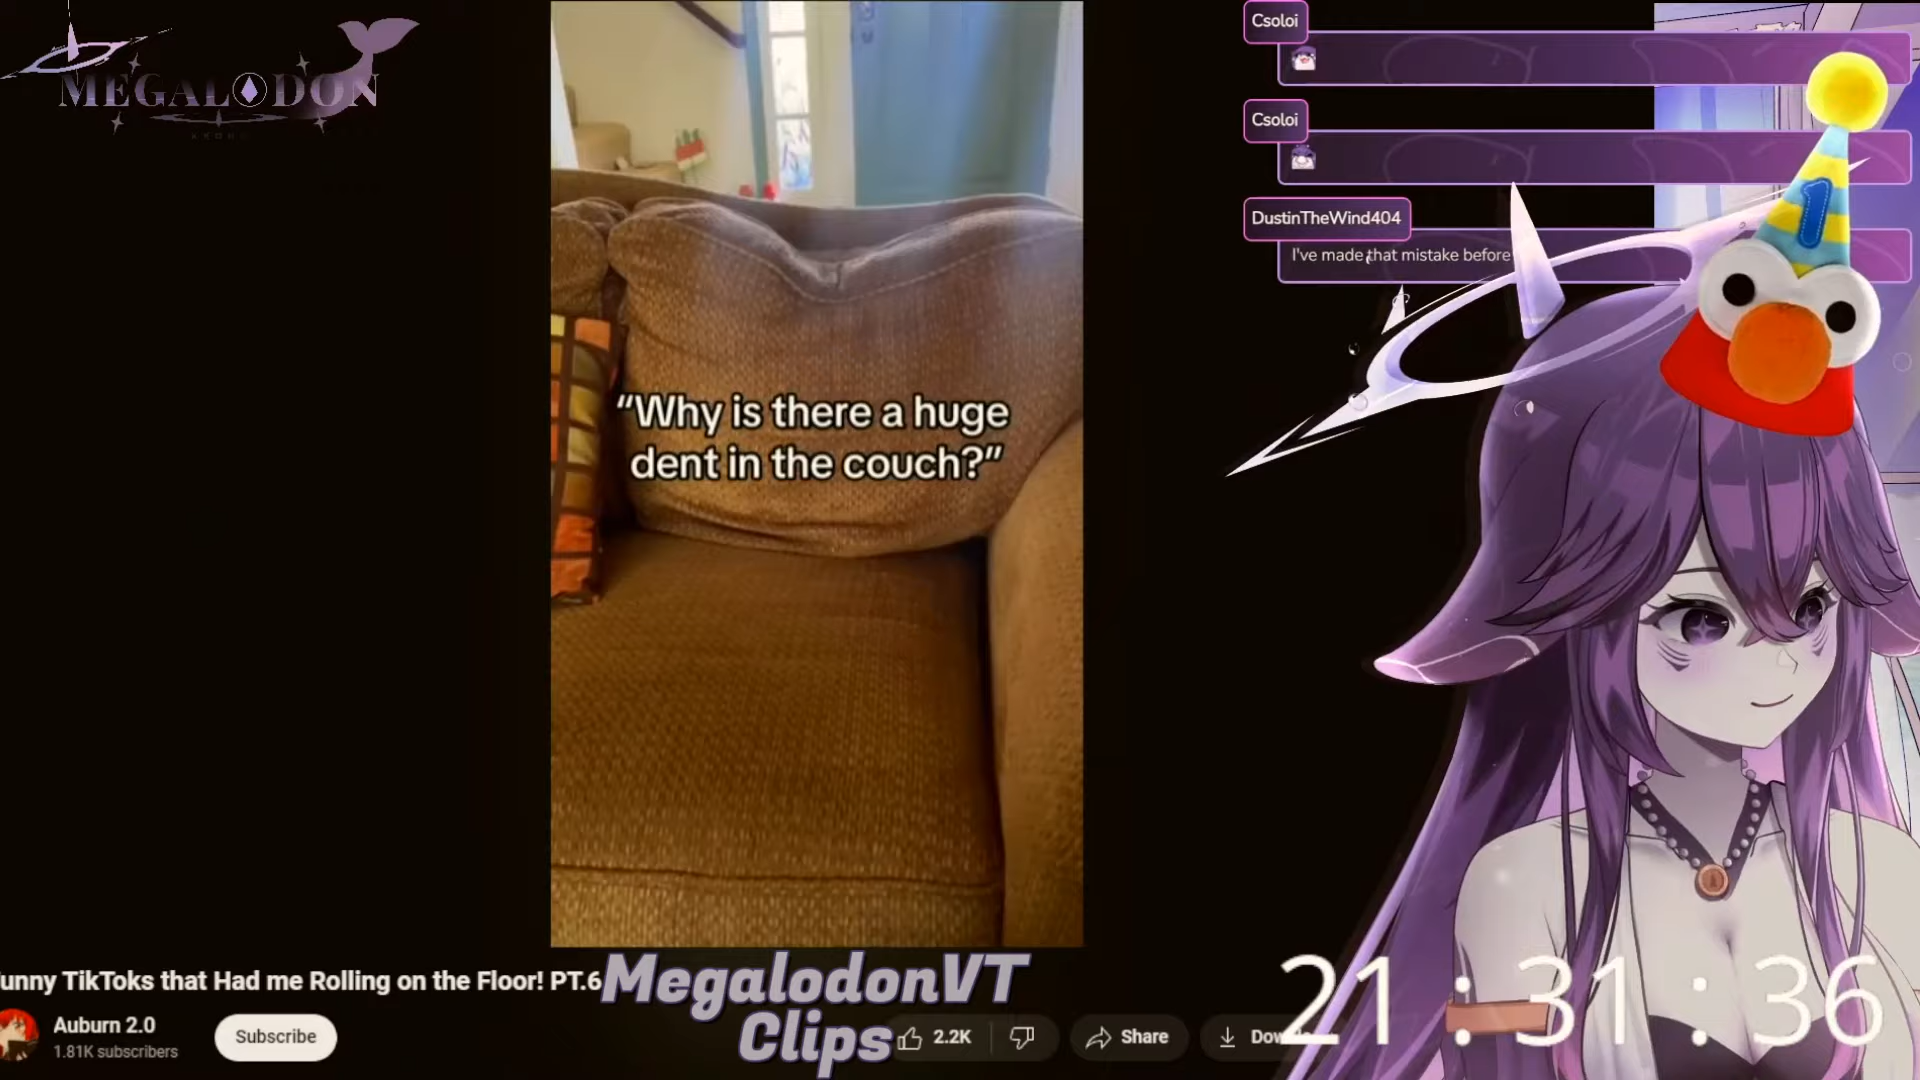 MEGALODON
"Why is there a huge
dent in the couch?"
Csoloi
Csoloi
DustinTheWind404
I've made that mistake before
1
unny TikToks that Had me Rolling on the Floor! PT.6
Auburn 2.0
1.81K subscribers
Subscribe
MegalodonVT
Clips
2.2K
Share
Dow
21:31:36